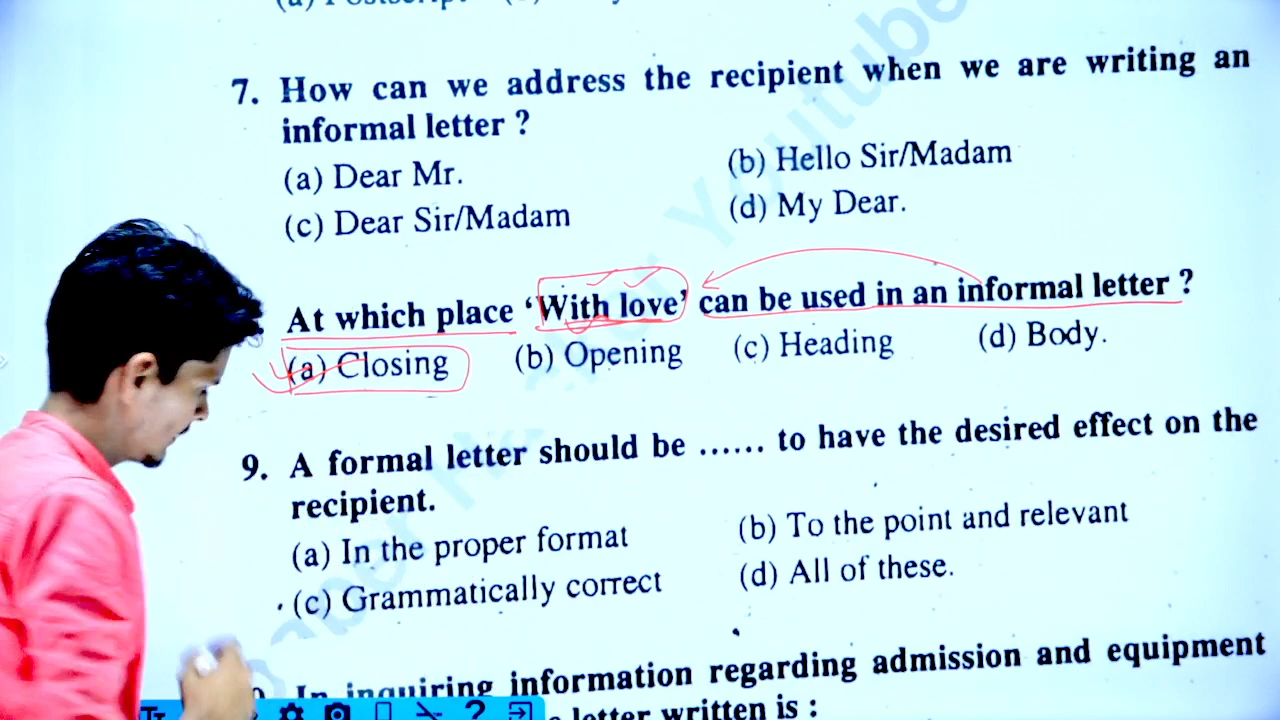 7. How can we address the recipient when we are writing an
informal letter ?
(a) Dear Mr. (b) Hello Sir/Madam
(c) Dear Sir/Madam (d) My Dear.
At which place ‘With love’ can be used in an informal letter ?
(a) Closing (b) Opening (c) Heading (d) Body.
9. A formal letter should be ...... to have the desired effect on the
recipient.
(a) In the proper format (b) To the point and relevant
(c) Grammatically correct (d) All of these.
In inquiring information regarding admission and equipment
letter written is :